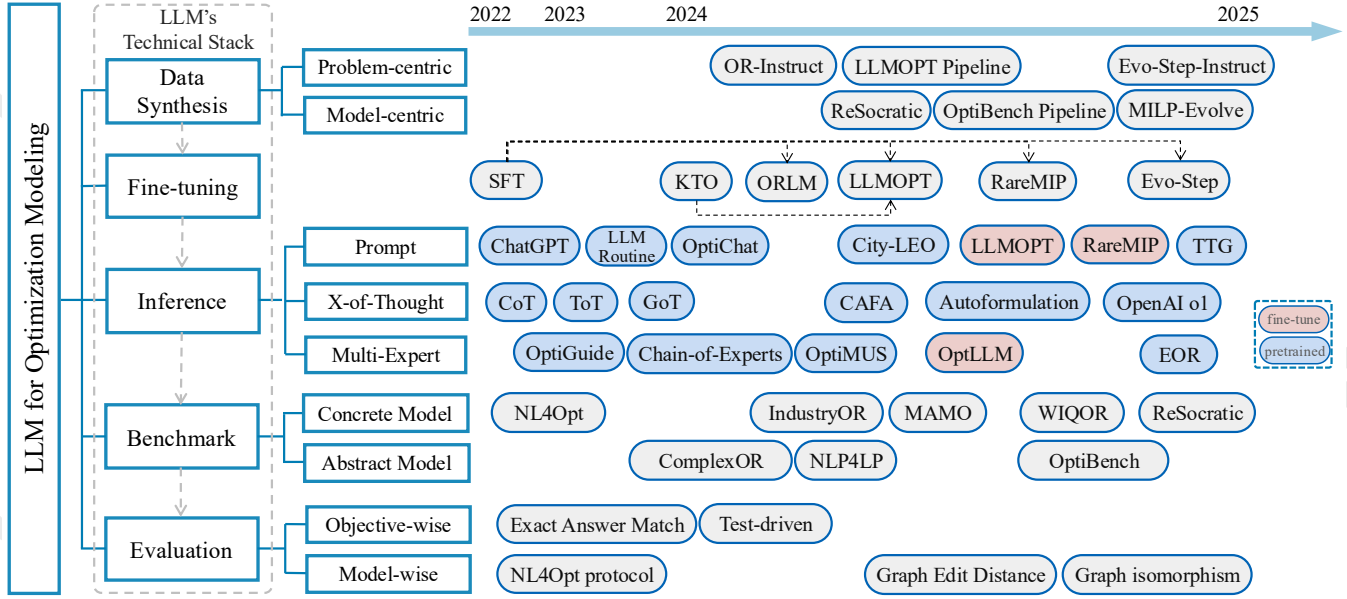 LLM for Optimization Modeling
LLM's
Technical Stack
2022 2023 2024 2025
Data
Synthesis
Problem-centric
OR-Instruct LLMOPT Pipeline Evo-Step-Instruct
Model-centric
ReSocratic OptiBench Pipeline MILP-Evolve
Fine-tuning
SFT KTO ORLM LLMOPT RareMIP Evo-Step
Inference
Prompt
ChatGPT LLM
Routine OptiChat City-LEO LLMOPT RareMIP TTG
X-of-Thought
CoT ToT GoT CAFA Autoformulation OpenAI o1
Multi-Expert
OptiGuide Chain-of-Experts OptiMUS OptLLM EOR
fine-tune
pretrained
Benchmark
Concrete Model
NL4Opt IndustryOR MAMO WIQOR ReSocratic
Abstract Model
ComplexOR NLP4LP OptiBench
Evaluation
Objective-wise
Exact Answer Match Test-driven
Model-wise
NL4Opt protocol Graph Edit Distance Graph isomorphism